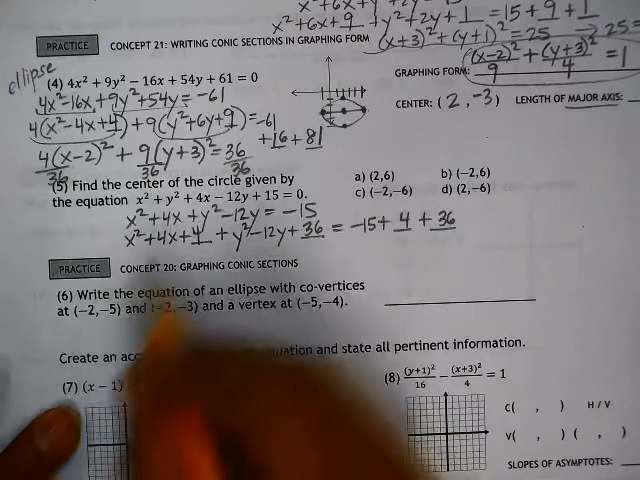 x²+6x+9 + y²+2y+1 = 15+9+1
(x+3)²+(y+1)²=25
PRACTICE CONCEPT 21: WRITING CONIC SECTIONS IN GRAPHING FORM
ellipse
(4) 4x² + 9y² − 16x + 54y + 61 = 0
4x²-16x+9y²+54y=-61
4(x²-4x+4)+9(y²+6y+9)=-61
+16+81
4(x-2)² + 9(y+3)² = 36
36 36 36
GRAPHING FORM: (x-2)²/9 + (y+3)²/4 = 1
CENTER: (2,-3) LENGTH OF MAJOR AXIS:
(5) Find the center of the circle given by
the equation x² + y² + 4x − 12y + 15 = 0.
a) (2,6) b) (−2,6)
c) (−2,−6) d) (2,−6)
x²+4x+y²-12y = -15
x²+4x+4 + y²-12y+36 = -15+4+36
PRACTICE CONCEPT 20: GRAPHING CONIC SECTIONS
(6) Write the equation of an ellipse with co-vertices
at (−2,−5) and (−2,−3) and a vertex at (−5,−4).
Create an acc uation and state all pertinent information.
(7) (x − 1)
(8) (y+1)²/16 − (x+3)²/4 = 1
C( , ) H / V
V( , ) ( , )
SLOPES OF ASYMPTOTES: